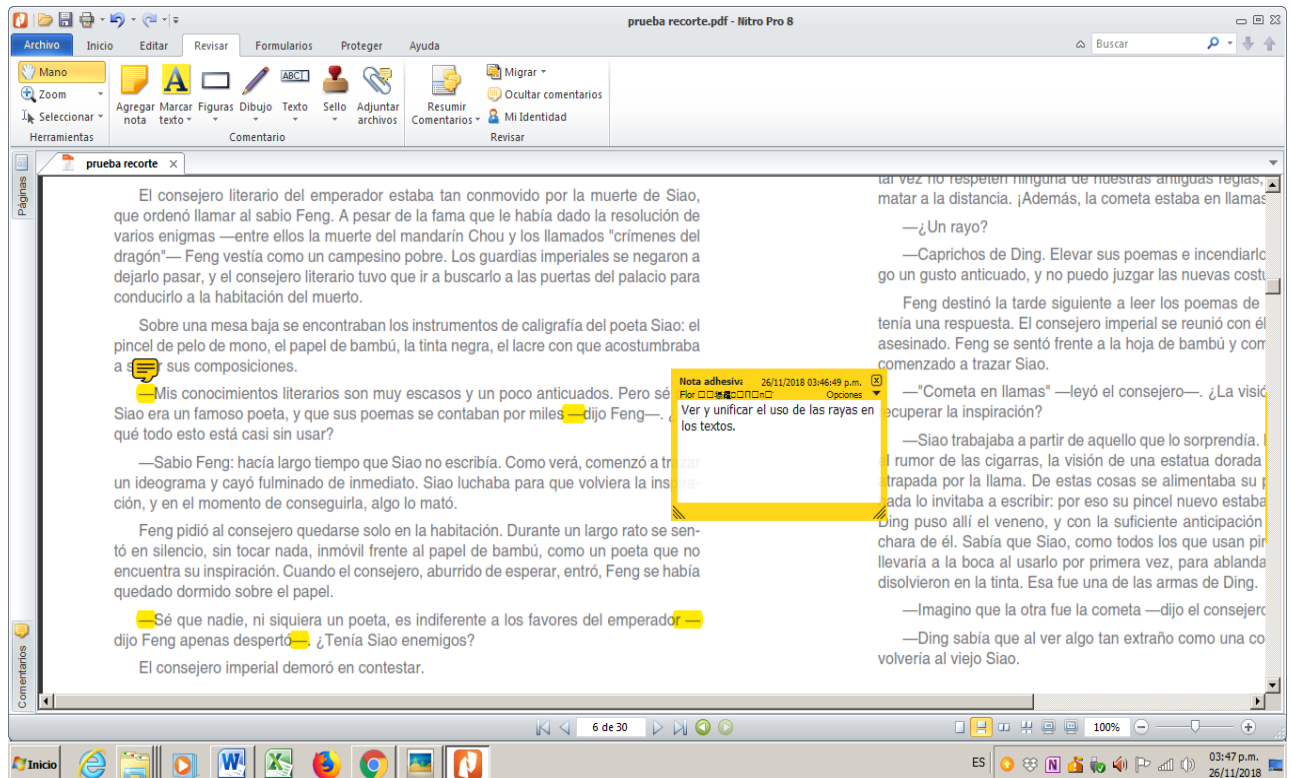 prueba recorte.pdf - Nitro Pro 8
Archivo Inicio Editar Revisar Formularios Proteger Ayuda
Buscar
Mano
Zoom
Seleccionar
Herramientas
Agregar nota
Marcar texto
Figuras
Dibujo
Texto
Sello
Adjuntar archivos
Comentario
Resumir Comentarios
Migrar
Ocultar comentarios
Mi Identidad
Revisar
prueba recorte
Páginas
El consejero literario del emperador estaba tan conmovido por la muerte de Siao,
que ordenó llamar al sabio Feng. A pesar de la fama que le había dado la resolución de
varios enigmas —entre ellos la muerte del mandarín Chou y los llamados "crímenes del
dragón"— Feng vestía como un campesino pobre. Los guardias imperiales se negaron a
dejarlo pasar, y el consejero literario tuvo que ir a buscarlo a las puertas del palacio para
conducirlo a la habitación del muerto.
Sobre una mesa baja se encontraban los instrumentos de caligrafía del poeta Siao: el
pincel de pelo de mono, el papel de bambú, la tinta negra, el lacre con que acostumbraba
a sus composiciones.
—Mis conocimientos literarios son muy escasos y un poco anticuados. Pero sé
Siao era un famoso poeta, y que sus poemas se contaban por miles —dijo Feng—. ¿
qué todo esto está casi sin usar?
—Sabio Feng: hacía largo tiempo que Siao no escribía. Como verá, comenzó a trazar
un ideograma y cayó fulminado de inmediato. Siao luchaba para que volviera la inspira-
ción, y en el momento de conseguirla, algo lo mató.
Feng pidió al consejero quedarse solo en la habitación. Durante un largo rato se sen-
tó en silencio, sin tocar nada, inmóvil frente al papel de bambú, como un poeta que no
encuentra su inspiración. Cuando el consejero, aburrido de esperar, entró, Feng se había
quedado dormido sobre el papel.
—Sé que nadie, ni siquiera un poeta, es indiferente a los favores del emperador —
dijo Feng apenas despertó—. ¿Tenía Siao enemigos?
El consejero imperial demoró en contestar.
Nota adhesiva 26/11/2018 03:46:49 p.m.
Flor Opciones
Ver y unificar el uso de las rayas en
los textos.
tal vez no respeten ninguna de nuestras antiguas reglas,
matar a la distancia. ¡Además, la cometa estaba en llamas
—¿Un rayo?
—Caprichos de Ding. Elevar sus poemas e incendiarlo
go un gusto anticuado, y no puedo juzgar las nuevas costu
Feng destinó la tarde siguiente a leer los poemas de
tenía una respuesta. El consejero imperial se reunió con él
asesinado. Feng se sentó frente a la hoja de bambú y com
comenzado a trazar Siao.
—"Cometa en llamas" —leyó el consejero—. ¿La visió
ecuperar la inspiración?
—Siao trabajaba a partir de aquello que lo sorprendía.
l rumor de las cigarras, la visión de una estatua dorada
trapada por la llama. De estas cosas se alimentaba su p
ada lo invitaba a escribir: por eso su pincel nuevo estaba
Ding puso allí el veneno, y con la suficiente anticipación
chara de él. Sabía que Siao, como todos los que usan pin
llevaría a la boca al usarlo por primera vez, para ablanda
disolvieron en la tinta. Esa fue una de las armas de Ding.
—Imagino que la otra fue la cometa —dijo el consejero
—Ding sabía que al ver algo tan extraño como una co
volvería al viejo Siao.
Comentarios
6 de 30
100%
Inicio
ES
03:47 p.m.
26/11/2018